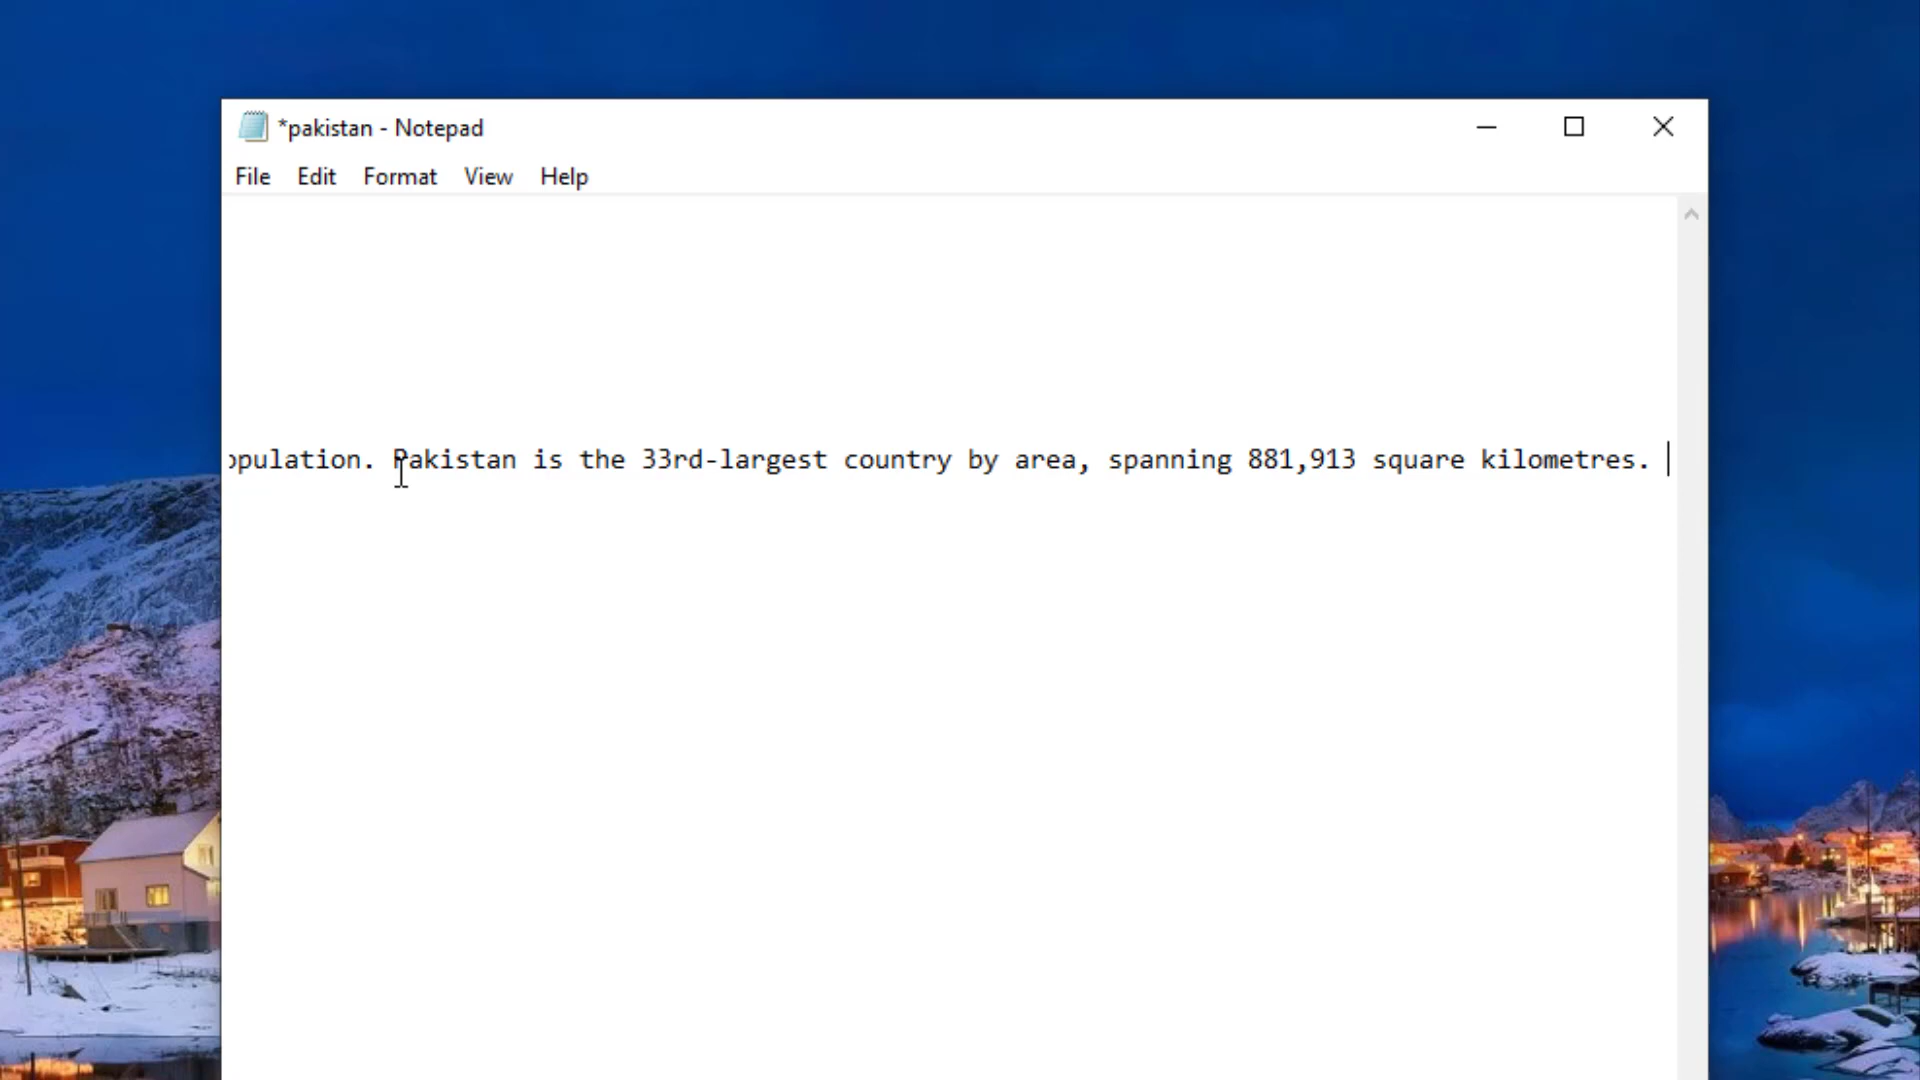 *pakistan - Notepad
File Edit Format View Help
opulation. Pakistan is the 33rd-largest country by area, spanning 881,913 square kilometres.